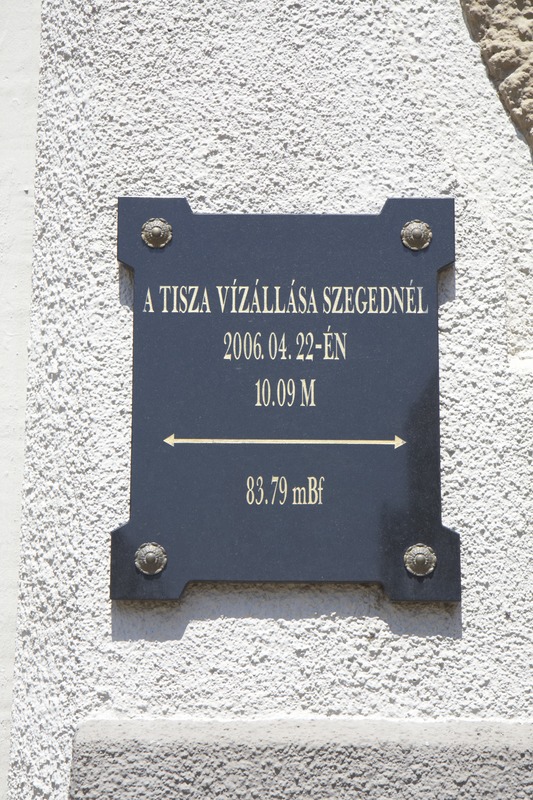 A TISZA VÍZÁLLÁSA SZEGEDNÉL
2006. 04. 22-ÉN
10.09 M
83.79 mBf